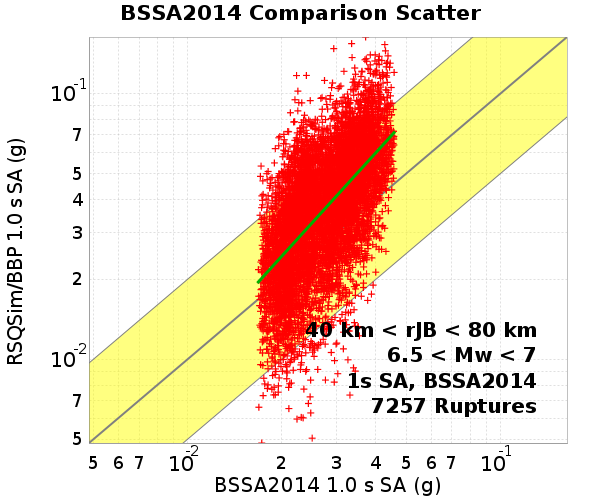 BSSA2014 Comparison Scatter
RSQSim/BBP 1.0 s SA (g)
10^-1
7
5
4
3
2
10^-2
7
5
40 km < rJB < 80 km
6.5 < Mw < 7
1s SA, BSSA2014
7257 Ruptures
5 6 7 10^-2 2 3 4 5 6 7 10^-1
BSSA2014 1.0 s SA (g)